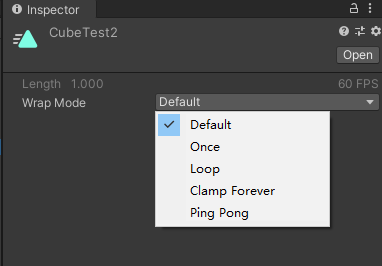 Inspector
CubeTest2
Open
Length 1.000 60 FPS
Wrap Mode Default
Default
Once
Loop
Clamp Forever
Ping Pong